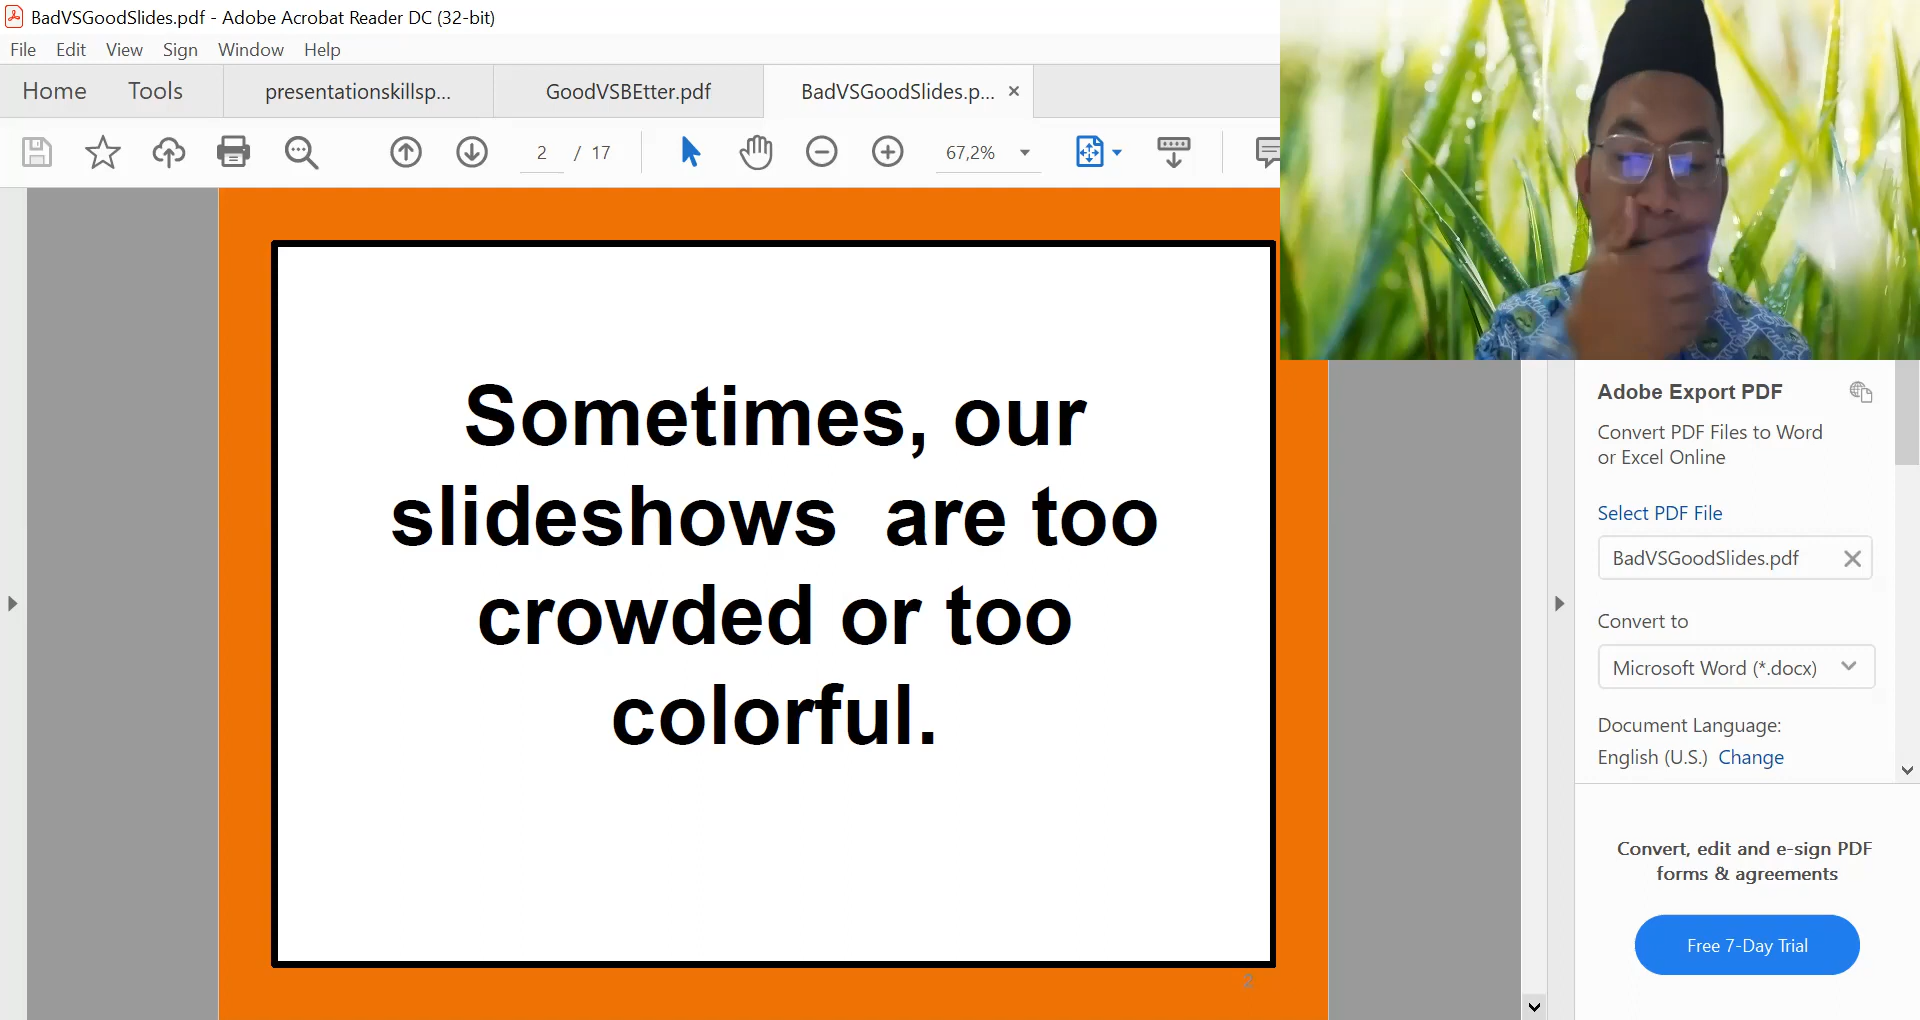 BadVSGoodSlides.pdf - Adobe Acrobat Reader DC (32-bit)
File Edit View Sign Window Help
Home Tools presentationskillsp... GoodVSBEtter.pdf BadVSGoodSlides.p... ×
2 / 17 67,2%
Sometimes, our
slideshows are too
crowded or too
colorful.
2
Adobe Export PDF
Convert PDF Files to Word
or Excel Online
Select PDF File
BadVSGoodSlides.pdf
Convert to
Microsoft Word (*.docx)
Document Language:
English (U.S.) Change
Convert, edit and e-sign PDF
forms & agreements
Free 7-Day Trial